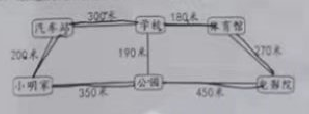 300米 180米
汽车站 学校 体育馆
200米 190米 270米
小明家 公园 电影院
350米 450米